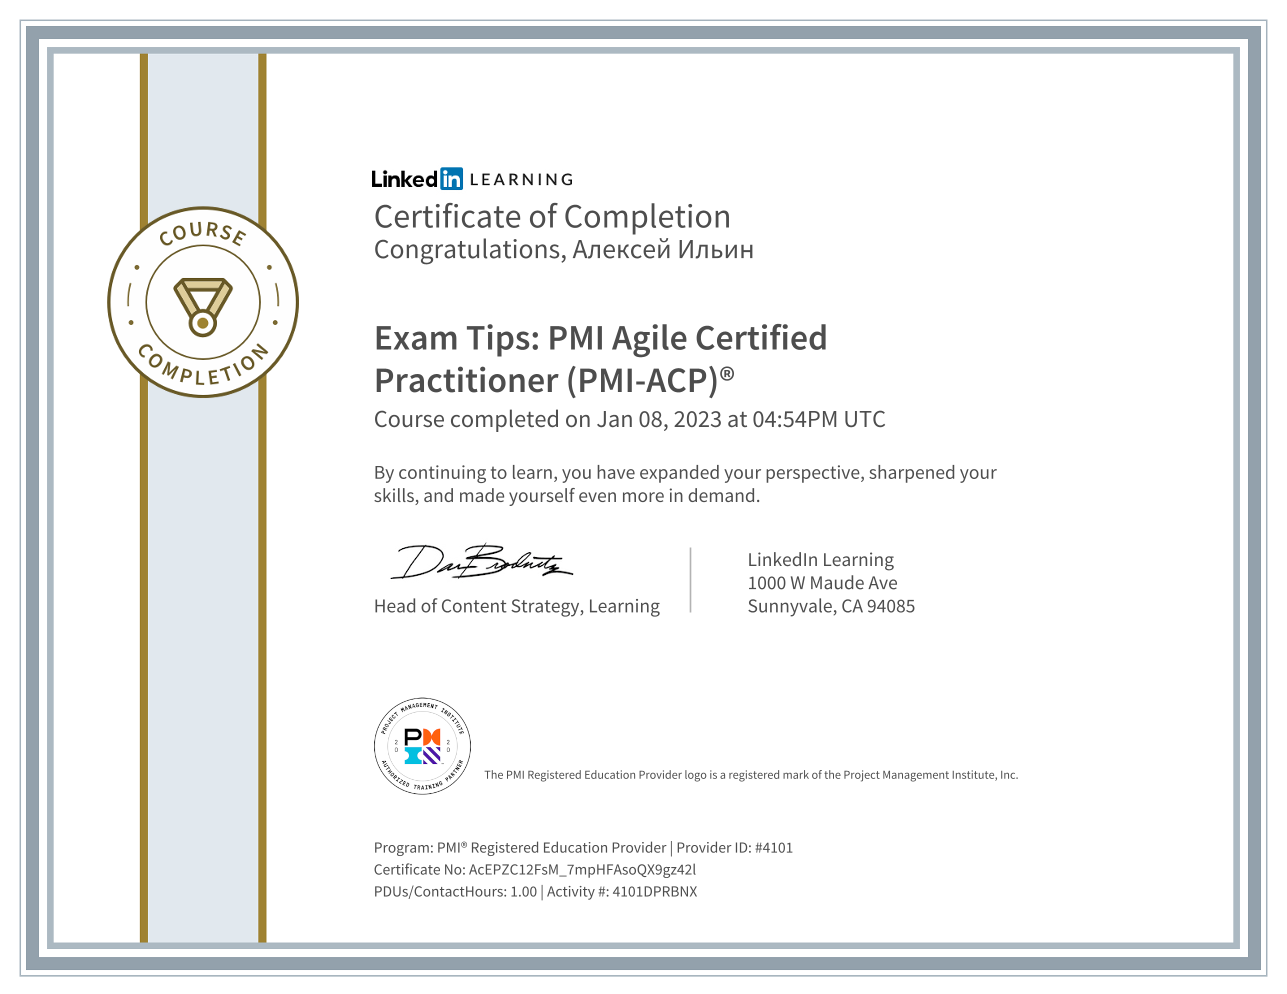 COURSE
COMPLETION
Linked in LEARNING
Certificate of Completion
Congratulations, Алексей Ильин
Exam Tips: PMI Agile Certified
Practitioner (PMI-ACP)®
Course completed on Jan 08, 2023 at 04:54PM UTC
By continuing to learn, you have expanded your perspective, sharpened your
skills, and made yourself even more in demand.
Head of Content Strategy, Learning
LinkedIn Learning
1000 W Maude Ave
Sunnyvale, CA 94085
PROJECT MANAGEMENT INSTITUTE
20 20
PM
AUTHORIZED TRAINING PARTNER
The PMI Registered Education Provider logo is a registered mark of the Project Management Institute, Inc.
Program: PMI® Registered Education Provider | Provider ID: #4101
Certificate No: AcEPZC12FsM_7mpHFAsoQX9gz42l
PDUs/ContactHours: 1.00 | Activity #: 4101DPRBNX